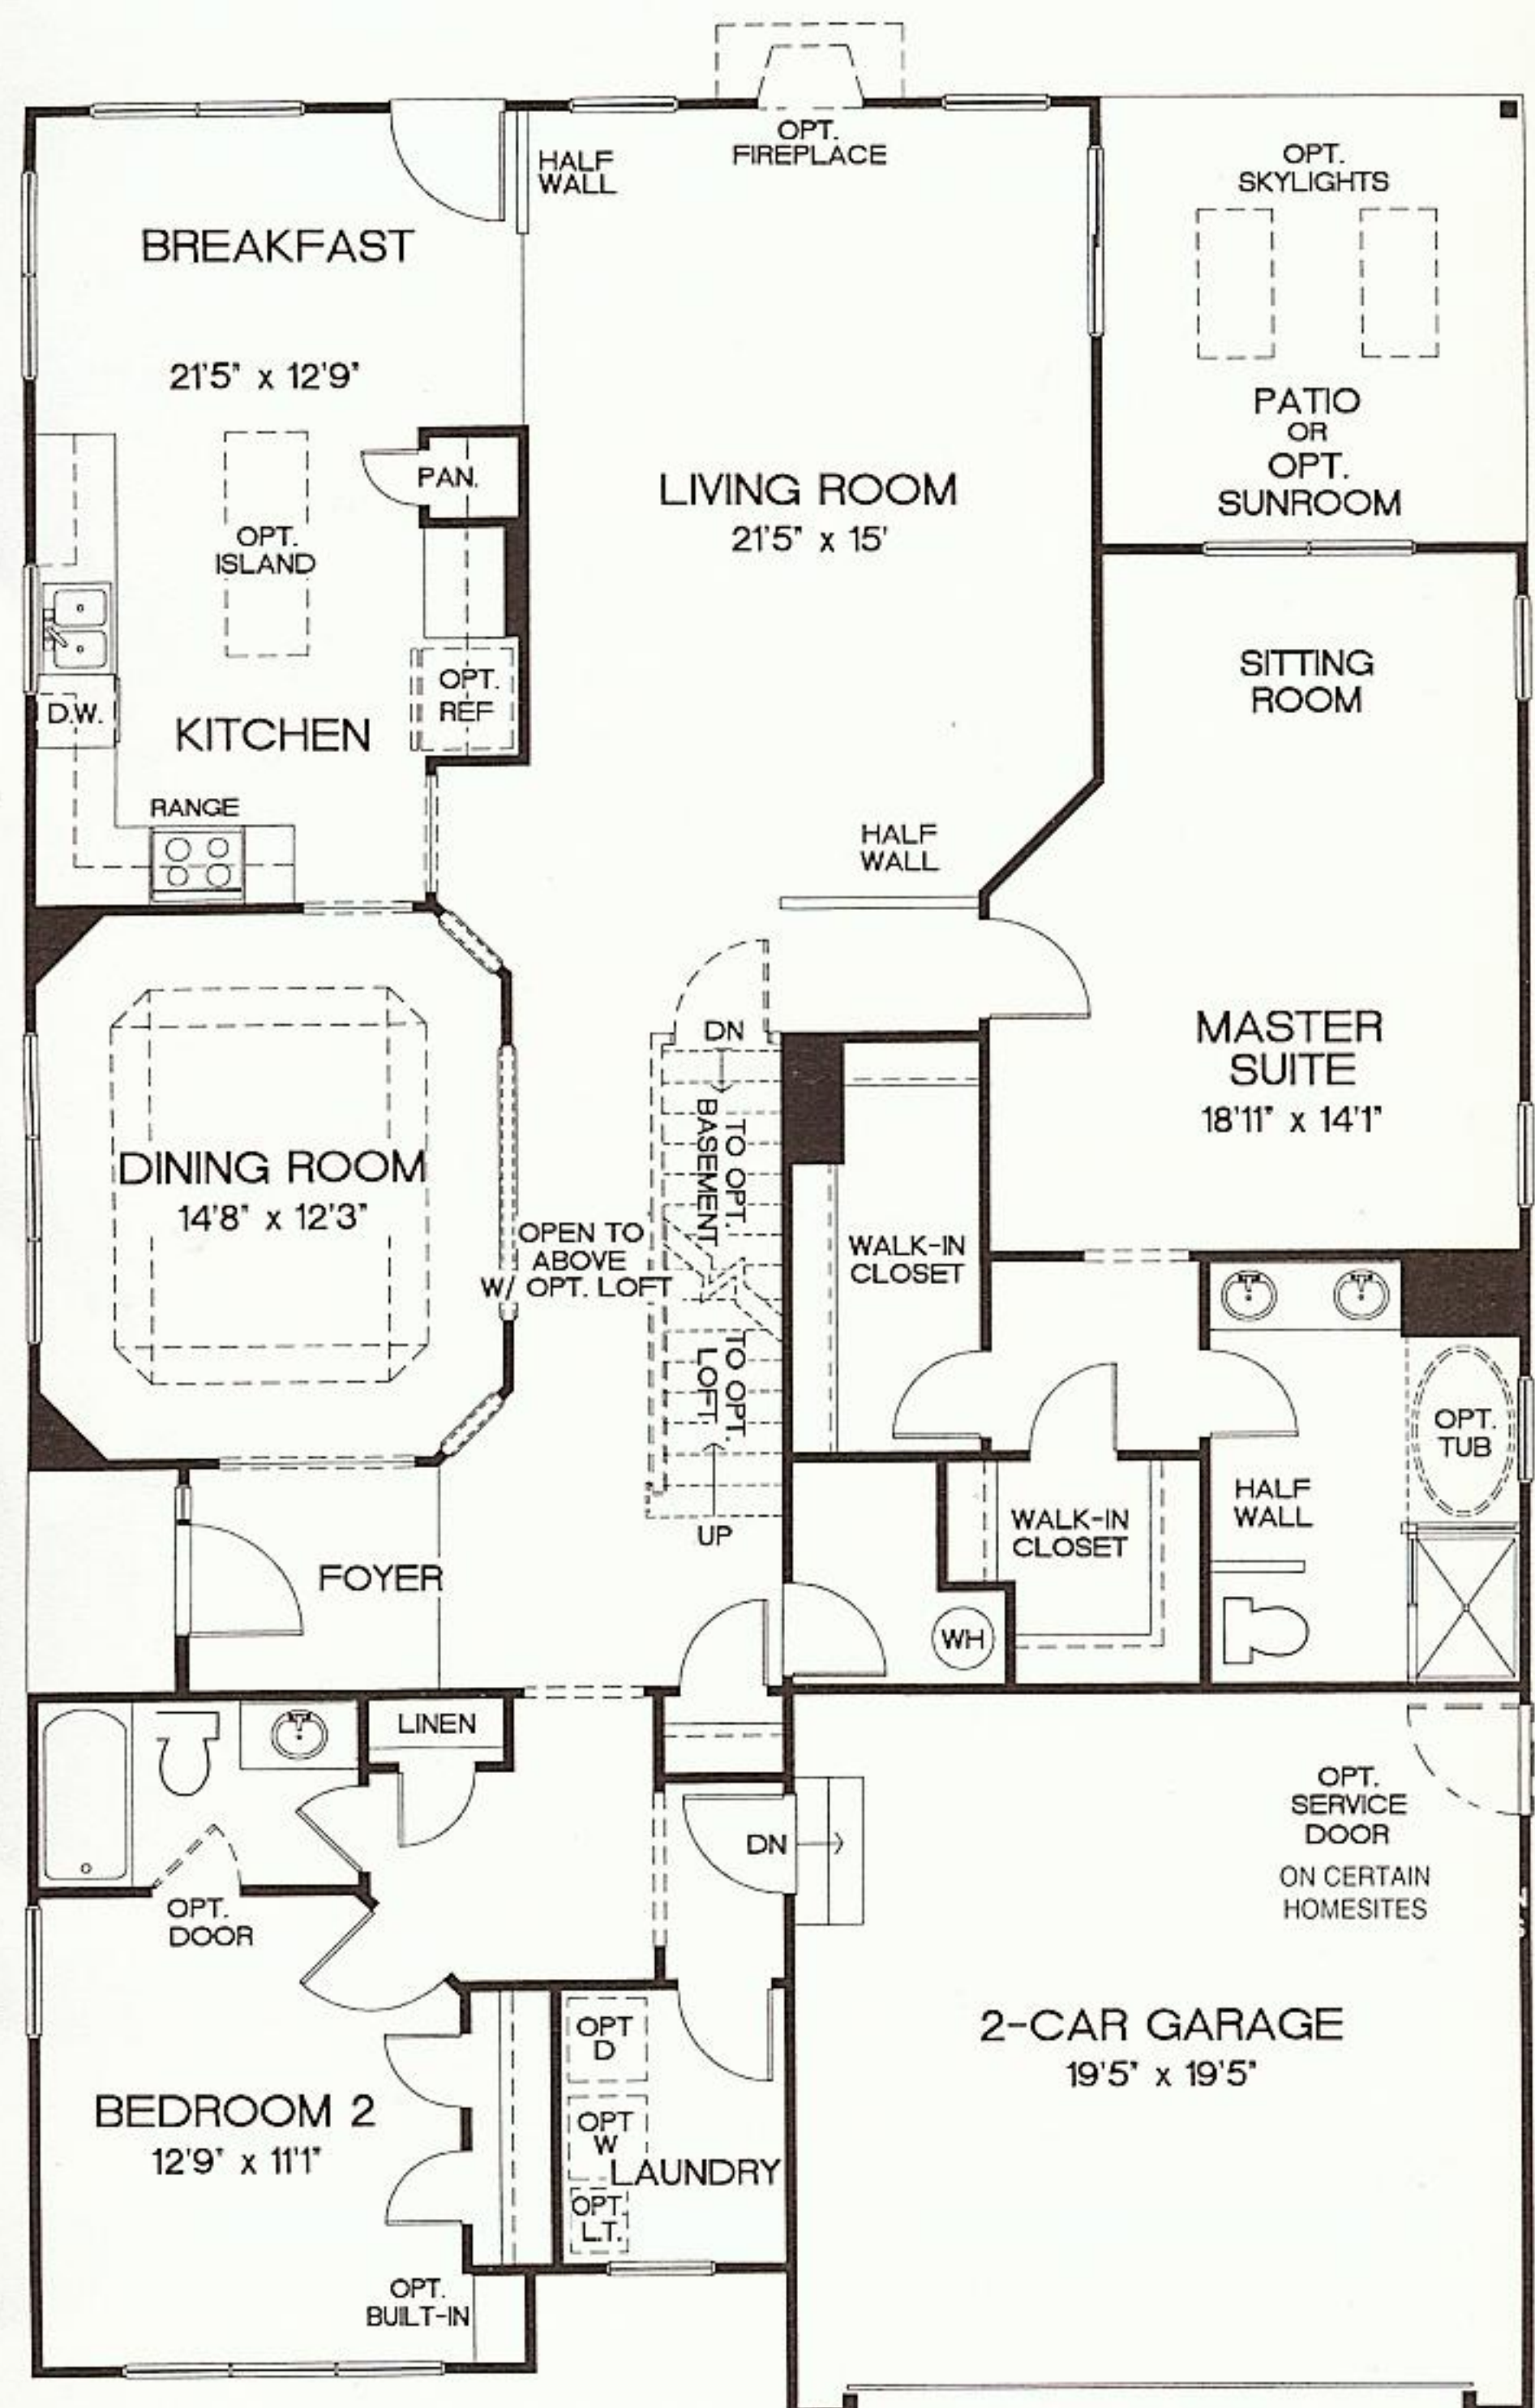 OPT.
FIREPLACE
HALF
WALL
OPT.
SKYLIGHTS
BREAKFAST
21'5" x 12'9"
PATIO
OR
OPT.
SUNROOM
PAN.
LIVING ROOM
21'5" x 15'
OPT.
ISLAND
OPT.
REF
SITTING
ROOM
D.W.
KITCHEN
RANGE
HALF
WALL
DN
TO OPT.
BASEMENT
MASTER
SUITE
18'11" x 14'1"
DINING ROOM
14'8" x 12'3"
OPEN TO
ABOVE
W/ OPT. LOFT
WALK-IN
CLOSET
TO OPT.
LOFT
UP
OPT.
TUB
HALF
WALL
WALK-IN
CLOSET
FOYER
WH
LINEN
OPT.
SERVICE
DOOR
ON CERTAIN
HOMESITES
DN
OPT.
DOOR
2-CAR GARAGE
19'5" x 19'5"
OPT
D
BEDROOM 2
12'9" x 11'1"
OPT
W
LAUNDRY
OPT.
L.T.
OPT.
BUILT-IN